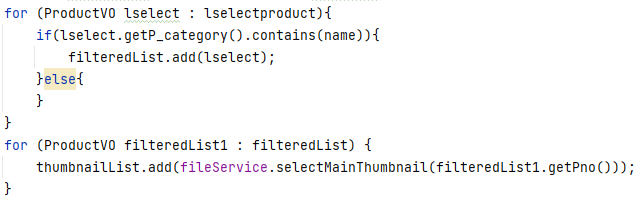 for (ProductVO lselect : lselectproduct){
    if(lselect.getP_category().contains(name)){
        filteredList.add(lselect);
    }else{
    }
}
for (ProductVO filteredList1 : filteredList) {
    thumbnailList.add(fileService.selectMainThumbnail(filteredList1.getPno()));
}